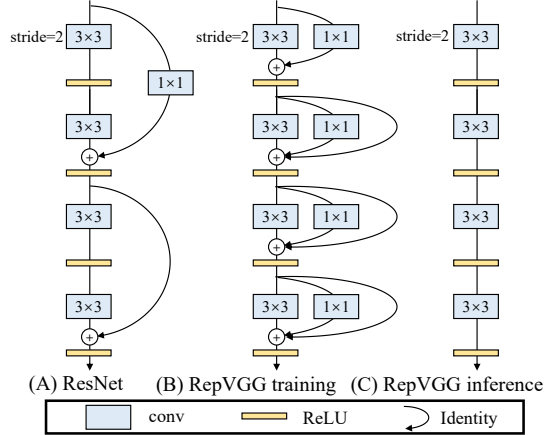 stride=2 3×3 stride=2 3×3 1×1 stride=2 3×3
1×1
3×3 3×3 1×1 3×3
+
+
+
3×3 3×3 1×1 3×3
+
3×3 3×3 1×1 3×3
+
+
(A) ResNet (B) RepVGG training (C) RepVGG inference
conv ReLU Identity